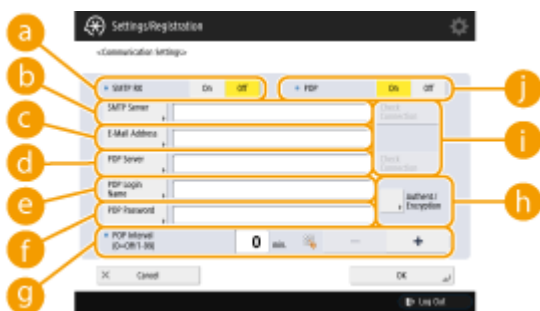 Settings/Registration
<Communication Settings>
a
SMTP RX On Off
POP On Off
j
b
SMTP Server
Check Connection
c
E-Mail Address
i
d
POP Server
Check Connection
e
POP Login Name
Authent./ Encryption
h
f
POP Password
g
POP Interval (0=Off/1-99)
0 min. − +
× Cancel
OK
Log Out